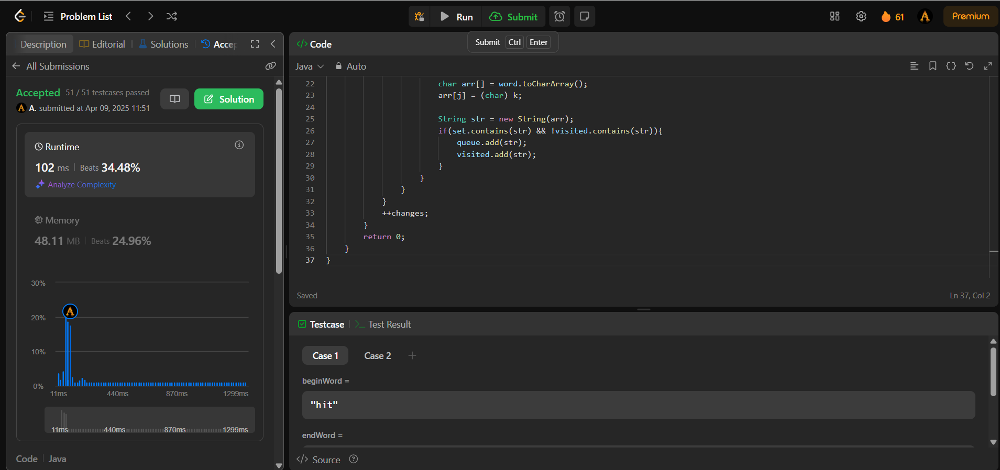 Problem List
Run
Submit
61
Premium
Description
Editorial
Solutions
Accep
All Submissions
Accepted 51 / 51 testcases passed
A. submitted at Apr 09, 2025 11:51
Solution
Runtime
102 ms | Beats 34.48%
Analyze Complexity
Memory
48.11 MB | Beats 24.96%
30%
20%
10%
0%
11ms 440ms 870ms 1299ms
11ms 440ms 870ms 1299ms
Code | Java
</> Code
Submit Ctrl Enter
Java Auto
22 char arr[] = word.toCharArray();
23 arr[j] = (char) k;
24
25 String str = new String(arr);
26 if(set.contains(str) && !visited.contains(str)){
27 queue.add(str);
28 visited.add(str);
29 }
30 }
31 }
32 }
33 ++changes;
34 }
35 return 0;
36 }
37 }
Saved
Ln 37, Col 2
Testcase
Test Result
Case 1
Case 2
+
beginWord =
"hit"
endWord =
</> Source